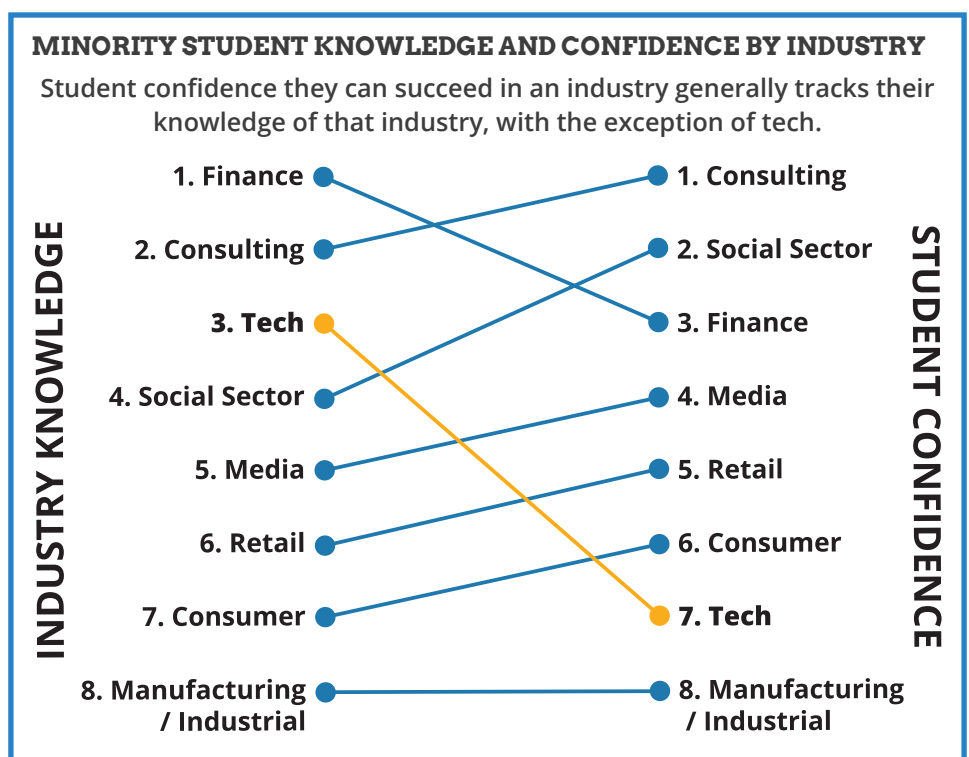 MINORITY STUDENT KNOWLEDGE AND CONFIDENCE BY INDUSTRY
Student confidence they can succeed in an industry generally tracks their
knowledge of that industry, with the exception of tech.
INDUSTRY KNOWLEDGE
1. Finance
2. Consulting
3. Tech
4. Social Sector
5. Media
6. Retail
7. Consumer
8. Manufacturing
/ Industrial
1. Consulting
2. Social Sector
3. Finance
4. Media
5. Retail
6. Consumer
7. Tech
8. Manufacturing
/ Industrial
STUDENT CONFIDENCE